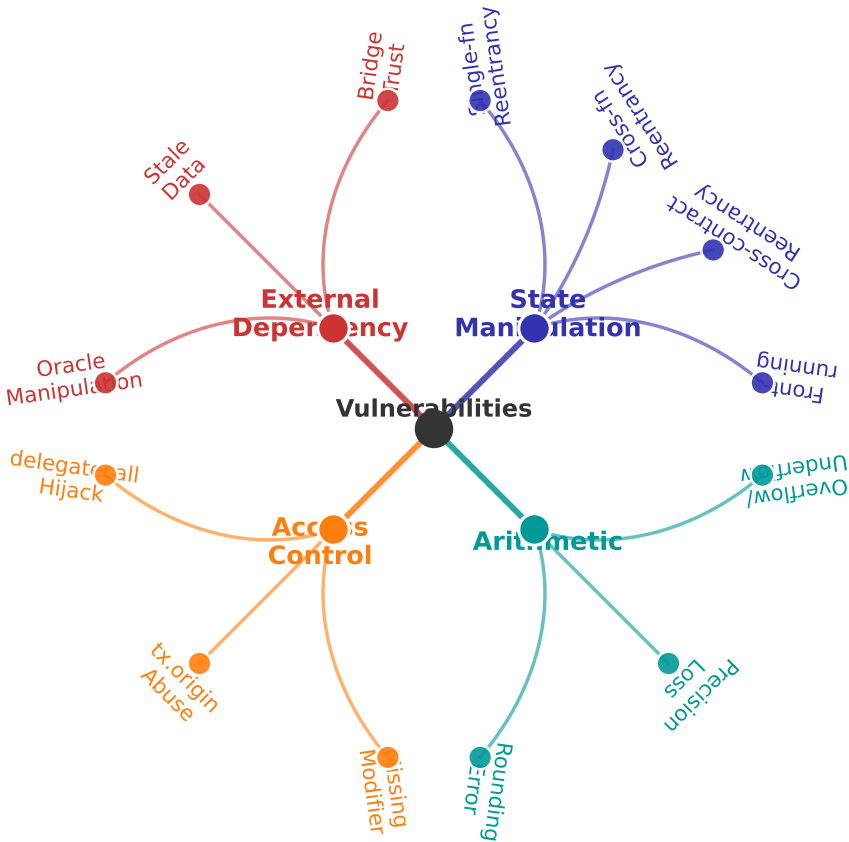 Bridge
Trust
Single-fn
Reentrancy
Cross-fn
Reentrancy
Stale
Data
Cross-contract
Reentrancy
External
Dependency
State
Manipulation
Oracle
Manipulation
Front-
running
Vulnerabilities
delegatecall
Hijack
Overflow/
Underflow
Access
Control
Arithmetic
tx.origin
Abuse
Precision
Loss
Missing
Modifier
Rounding
Error